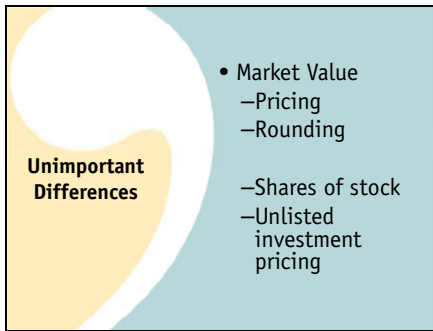 Unimportant
Differences
• Market Value
–Pricing
–Rounding
–Shares of stock
–Unlisted
investment
pricing